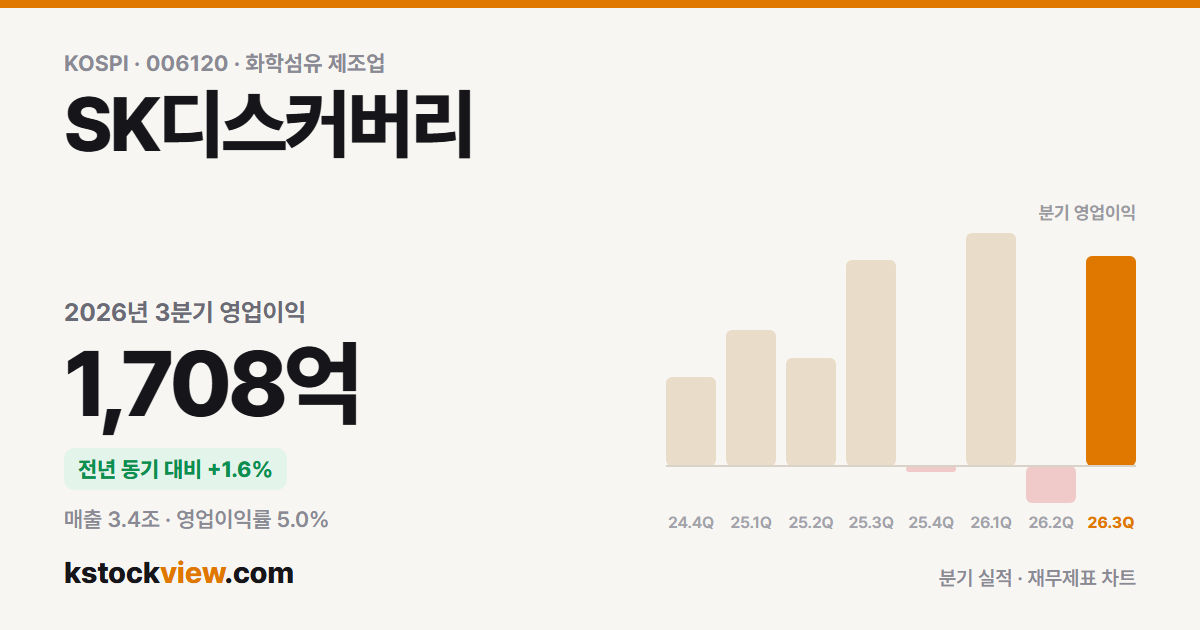 KOSPI · 006120 · 화학섬유 제조업
SK디스커버리
분기 영업이익
2026년 3분기 영업이익
1,708억
전년 동기 대비 +1.6%
매출 3.4조 · 영업이익률 5.0%
24.4Q 25.1Q 25.2Q 25.3Q 25.4Q 26.1Q 26.2Q 26.3Q
kstockview.com
분기 실적 · 재무제표 차트